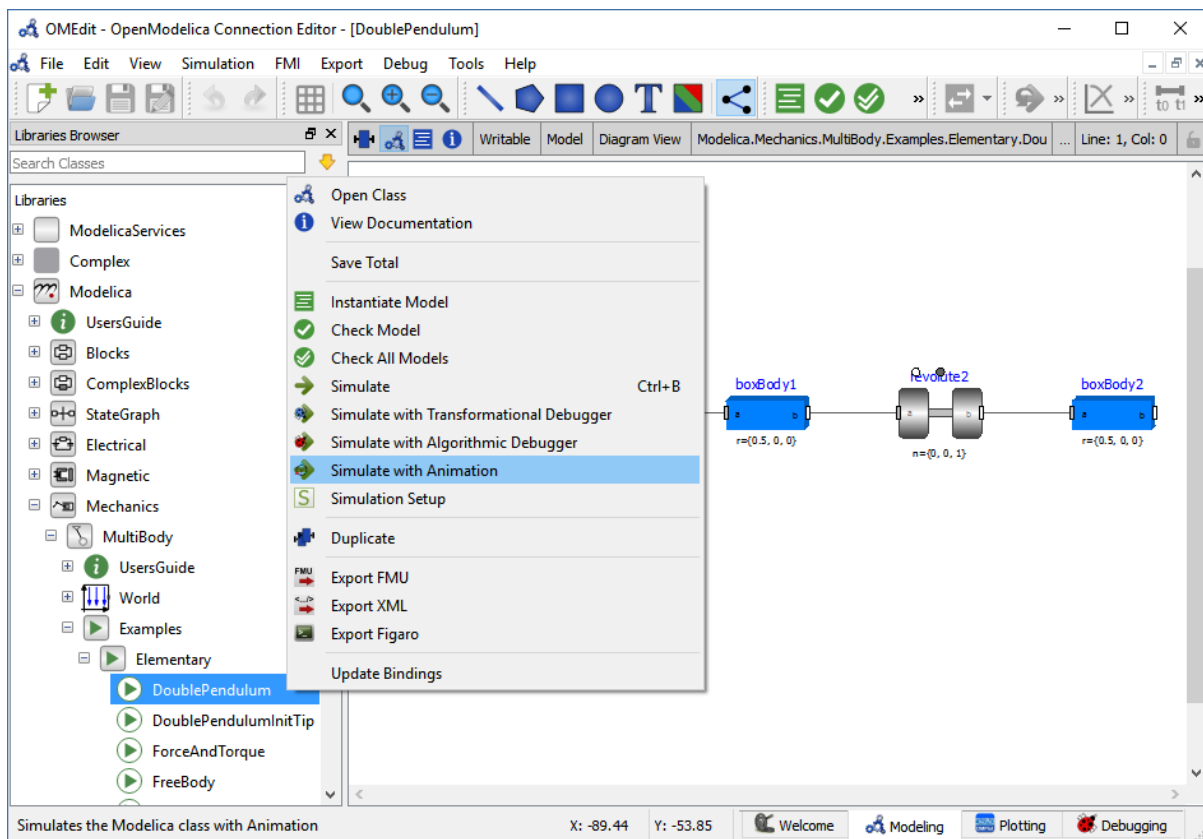 OMEdit - OpenModelica Connection Editor - [DoublePendulum]
File Edit View Simulation FMI Export Debug Tools Help
T » » » to t1 »
Libraries Browser
Writable Model Diagram View Modelica.Mechanics.MultiBody.Examples.Elementary.Dou ... Line: 1, Col: 0
Search Classes
Libraries
ModelicaServices
Complex
Modelica
UsersGuide
Blocks
ComplexBlocks
StateGraph
Electrical
Magnetic
Mechanics
MultiBody
UsersGuide
World
Examples
Elementary
DoublePendulum
DoublePendulumInitTip
ForceAndTorque
FreeBody
Open Class
View Documentation
Save Total
Instantiate Model
Check Model
Check All Models
Simulate Ctrl+B
Simulate with Transformational Debugger
Simulate with Algorithmic Debugger
Simulate with Animation
S Simulation Setup
Duplicate
FMU Export FMU
Export XML
Export Figaro
Update Bindings
boxBody1 revolute2 boxBody2
a b a b a b
r={0.5, 0, 0} n={0, 0, 1} r={0.5, 0, 0}
Simulates the Modelica class with Animation X: -89.44 Y: -53.85 Welcome Modeling Plotting Debugging